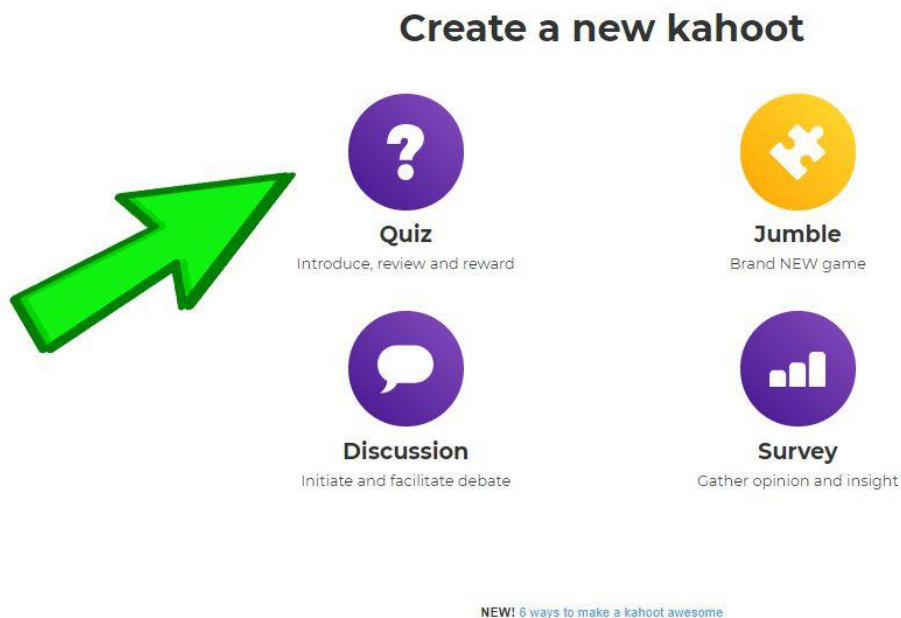 Create a new kahoot
?
Quiz
Introduce, review and reward
Jumble
Brand NEW game
Discussion
Initiate and facilitate debate
Survey
Gather opinion and insight
NEW! 6 ways to make a kahoot awesome